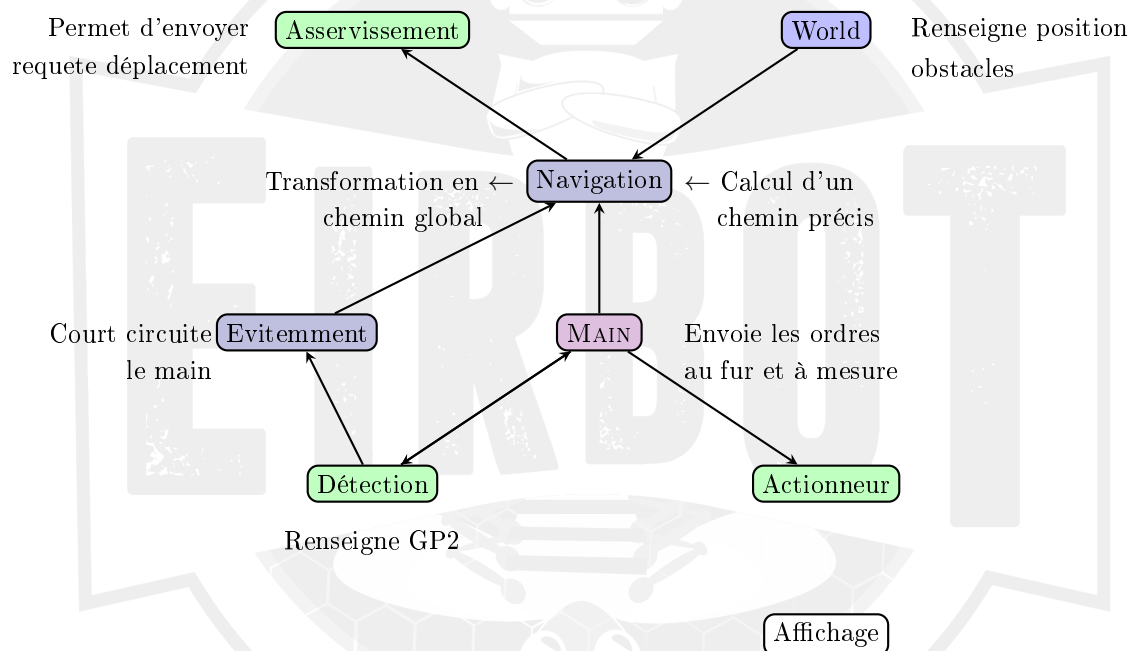 Permet d'envoyer
requete déplacement
Asservissement
World
Renseigne position
obstacles
Transformation en ←
chemin global
Navigation
← Calcul d'un
chemin précis
Court circuite
le main
Evitemment
MAIN
Envoie les ordres
au fur et à mesure
Détection
Actionneur
Renseigne GP2
Affichage
EIRBOT